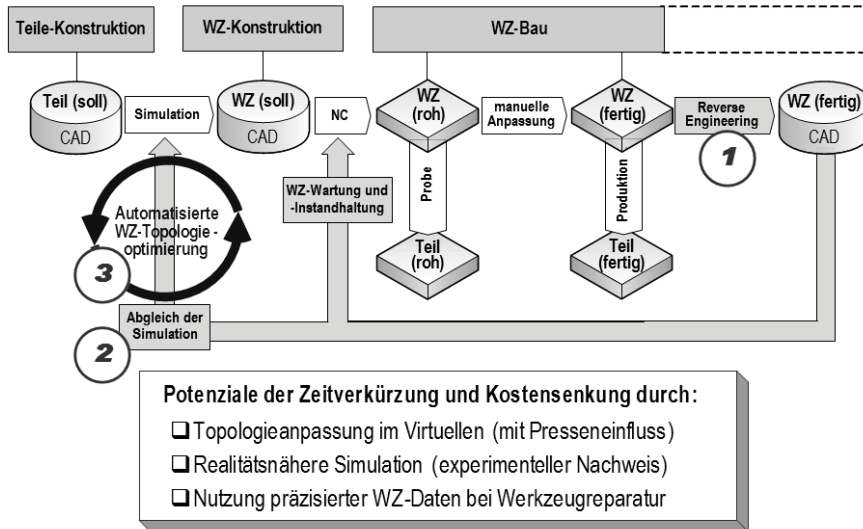 Teile-Konstruktion
WZ-Konstruktion
WZ-Bau
Teil (soll)
CAD
Simulation
WZ (soll)
CAD
NC
WZ
(roh)
manuelle
Anpassung
WZ
(fertig)
Reverse
Engineering
WZ (fertig)
CAD
1
WZ-Wartung und
-Instandhaltung
Probe
Produktion
Automatisierte
WZ-Topologie -
optimierung
3
Teil
(roh)
Teil
(fertig)
Abgleich der
Simulation
2
Potenziale der Zeitverkürzung und Kostensenkung durch:
❑ Topologieanpassung im Virtuellen (mit Presseneinfluss)
❑ Realitätsnähere Simulation (experimenteller Nachweis)
❑ Nutzung präzisierter WZ-Daten bei Werkzeugreparatur